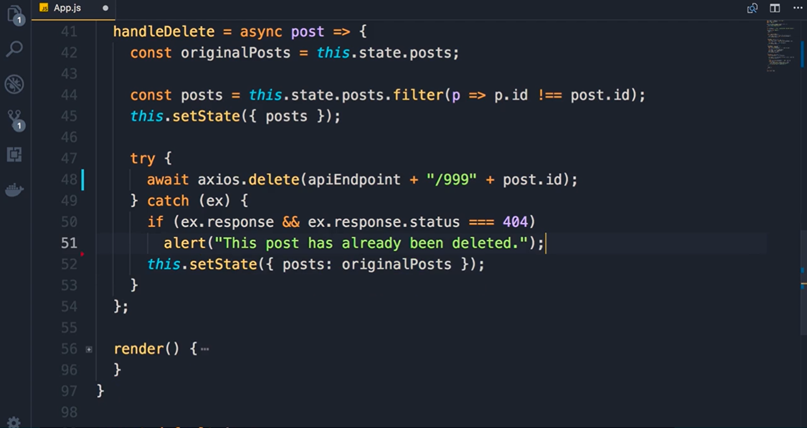 App.js
41 handleDelete = async post => {
42 const originalPosts = this.state.posts;
43
44 const posts = this.state.posts.filter(p => p.id !== post.id);
45 this.setState({ posts });
46
47 try {
48 await axios.delete(apiEndpoint + "/999" + post.id);
49 } catch (ex) {
50 if (ex.response && ex.response.status === 404)
51 alert("This post has already been deleted.");
52 this.setState({ posts: originalPosts });
53 }
54 };
55
56 render() {
96 }
97 }
98
1
1